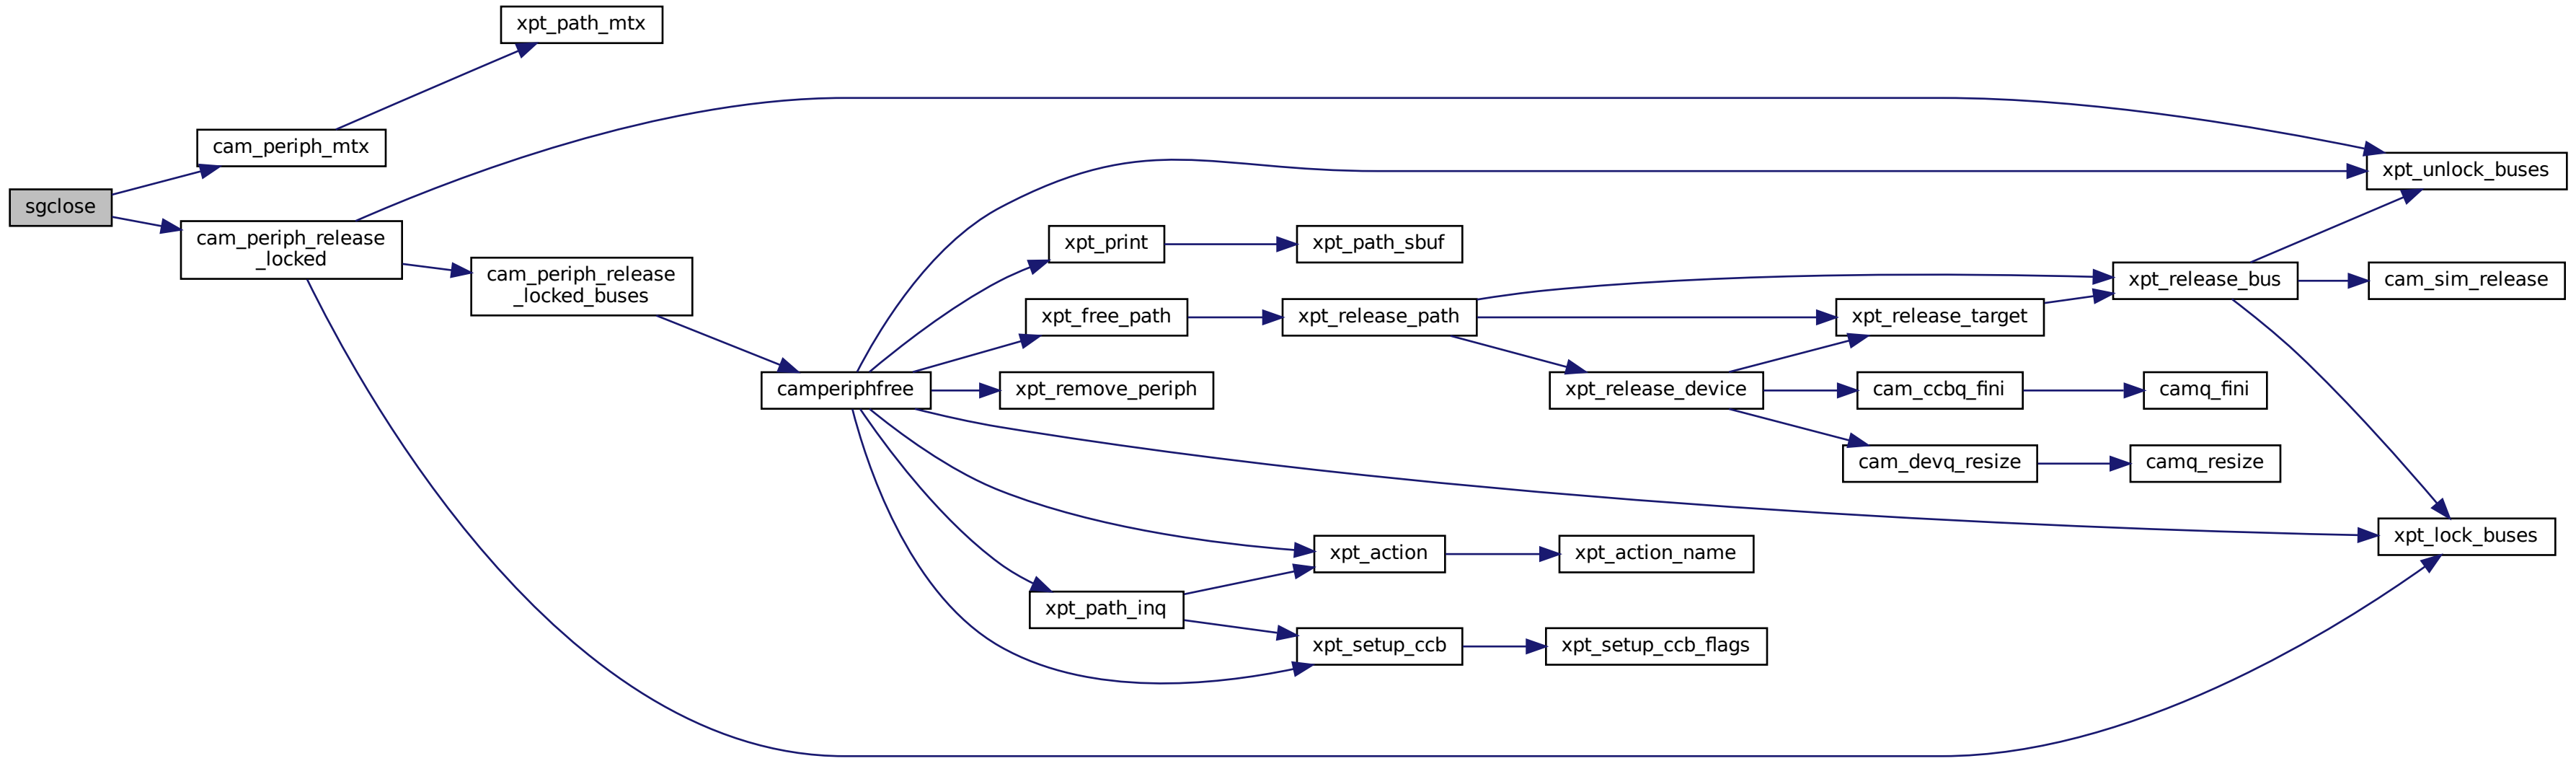 xpt_path_mtx
cam_periph_mtx
xpt_unlock_buses
sgclose
cam_periph_release
_locked
xpt_print
xpt_path_sbuf
cam_periph_release
_locked_buses
xpt_release_bus
cam_sim_release
xpt_free_path
xpt_release_path
xpt_release_target
camperiphfree
xpt_remove_periph
xpt_release_device
cam_ccbq_fini
camq_fini
cam_devq_resize
camq_resize
xpt_lock_buses
xpt_action
xpt_action_name
xpt_path_inq
xpt_setup_ccb
xpt_setup_ccb_flags